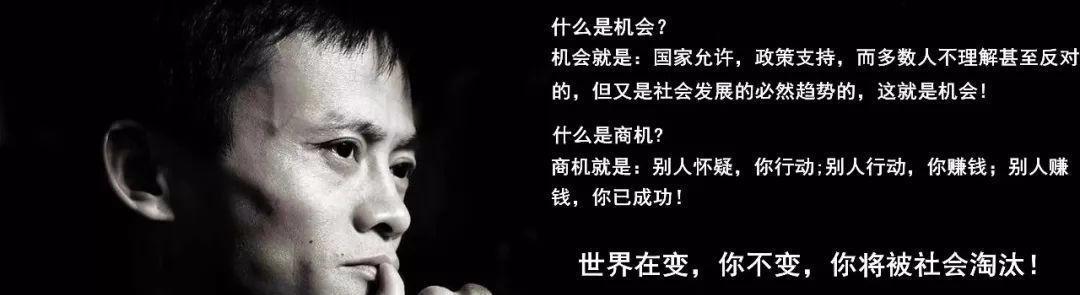 什么是机会？
机会就是：国家允许，政策支持，而多数人不理解甚至反对
的，但又是社会发展的必然趋势的，这就是机会！
什么是商机?
商机就是：别人怀疑，你行动;别人行动，你赚钱；别人赚
钱，你已成功！
世界在变，你不变，你将被社会淘汰！